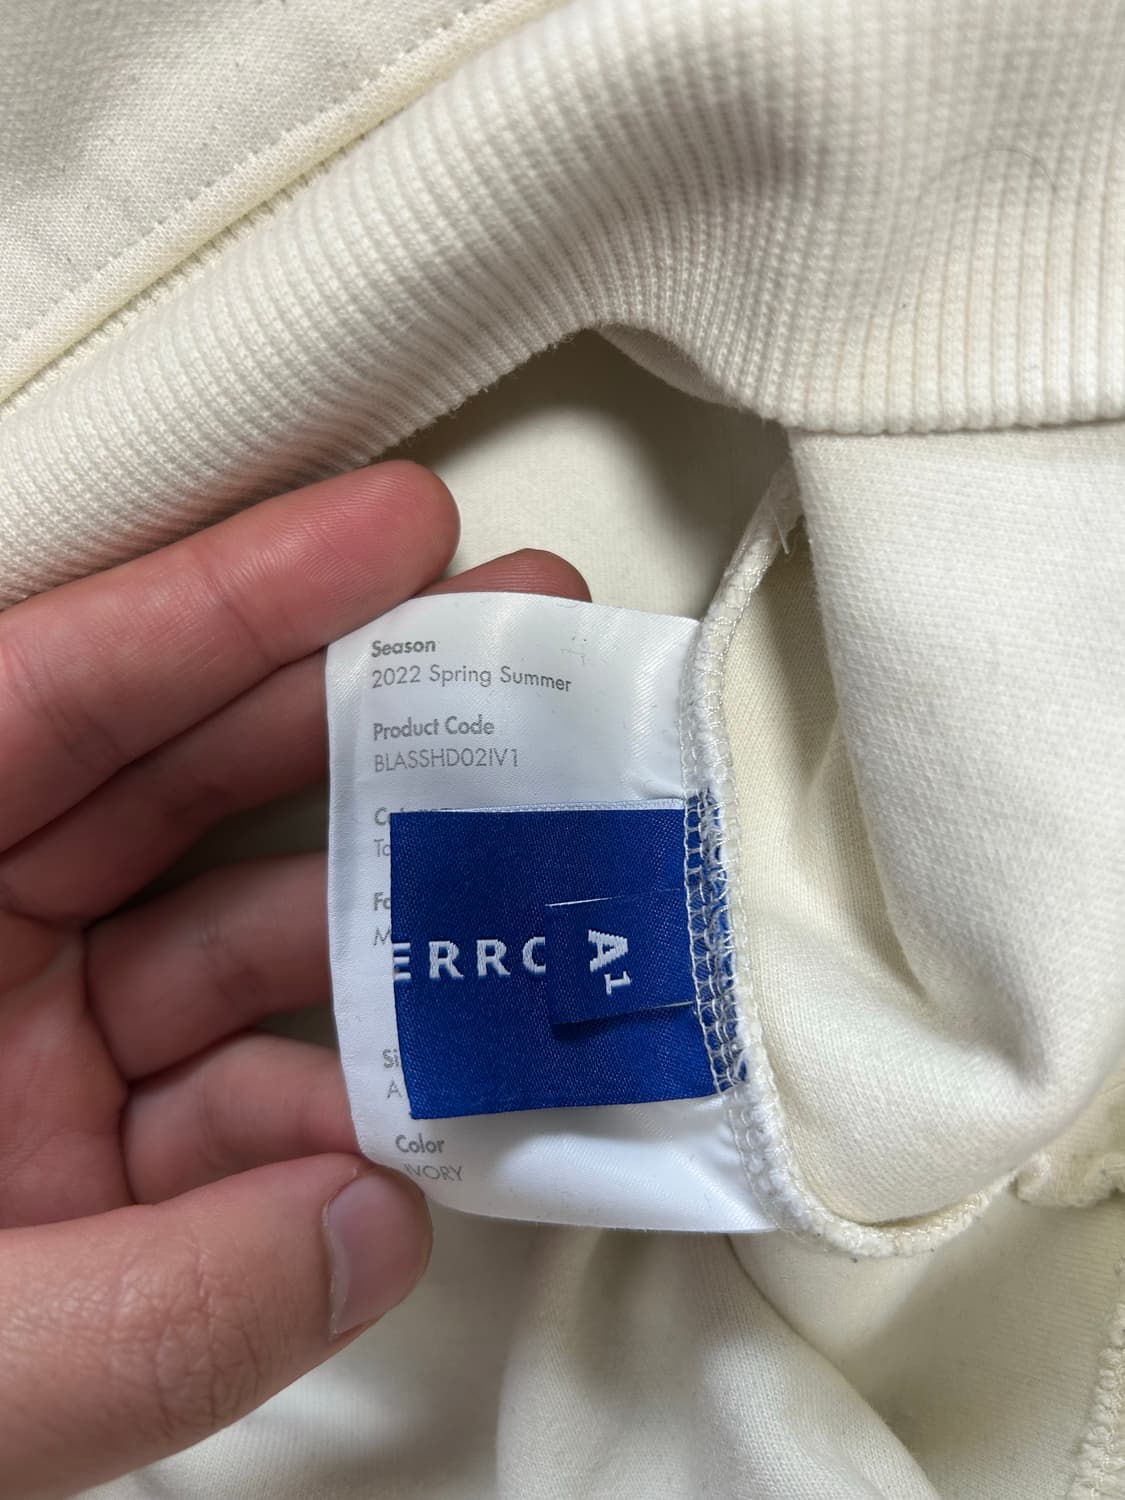 Season
2022 Spring Summer
Product Code
BLASSHD02IV1
ERRO
A1
Color
IVORY